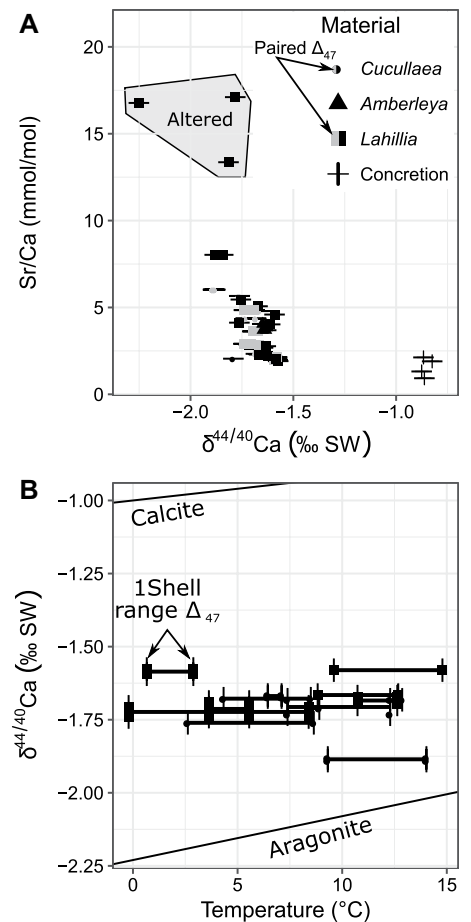 A
Material
Paired Δ47
Cucullaea
Amberleya
Lahillia
Concretion
Altered
Sr/Ca (mmol/mol)
20
15
10
5
0
−2.0
−1.5
−1.0
δ44/40Ca (‰ SW)
B
Calcite
1Shell
range Δ47
Aragonite
δ44/40Ca (‰ SW)
−1.00
−1.25
−1.50
−1.75
−2.00
−2.25
0
5
10
15
Temperature (°C)